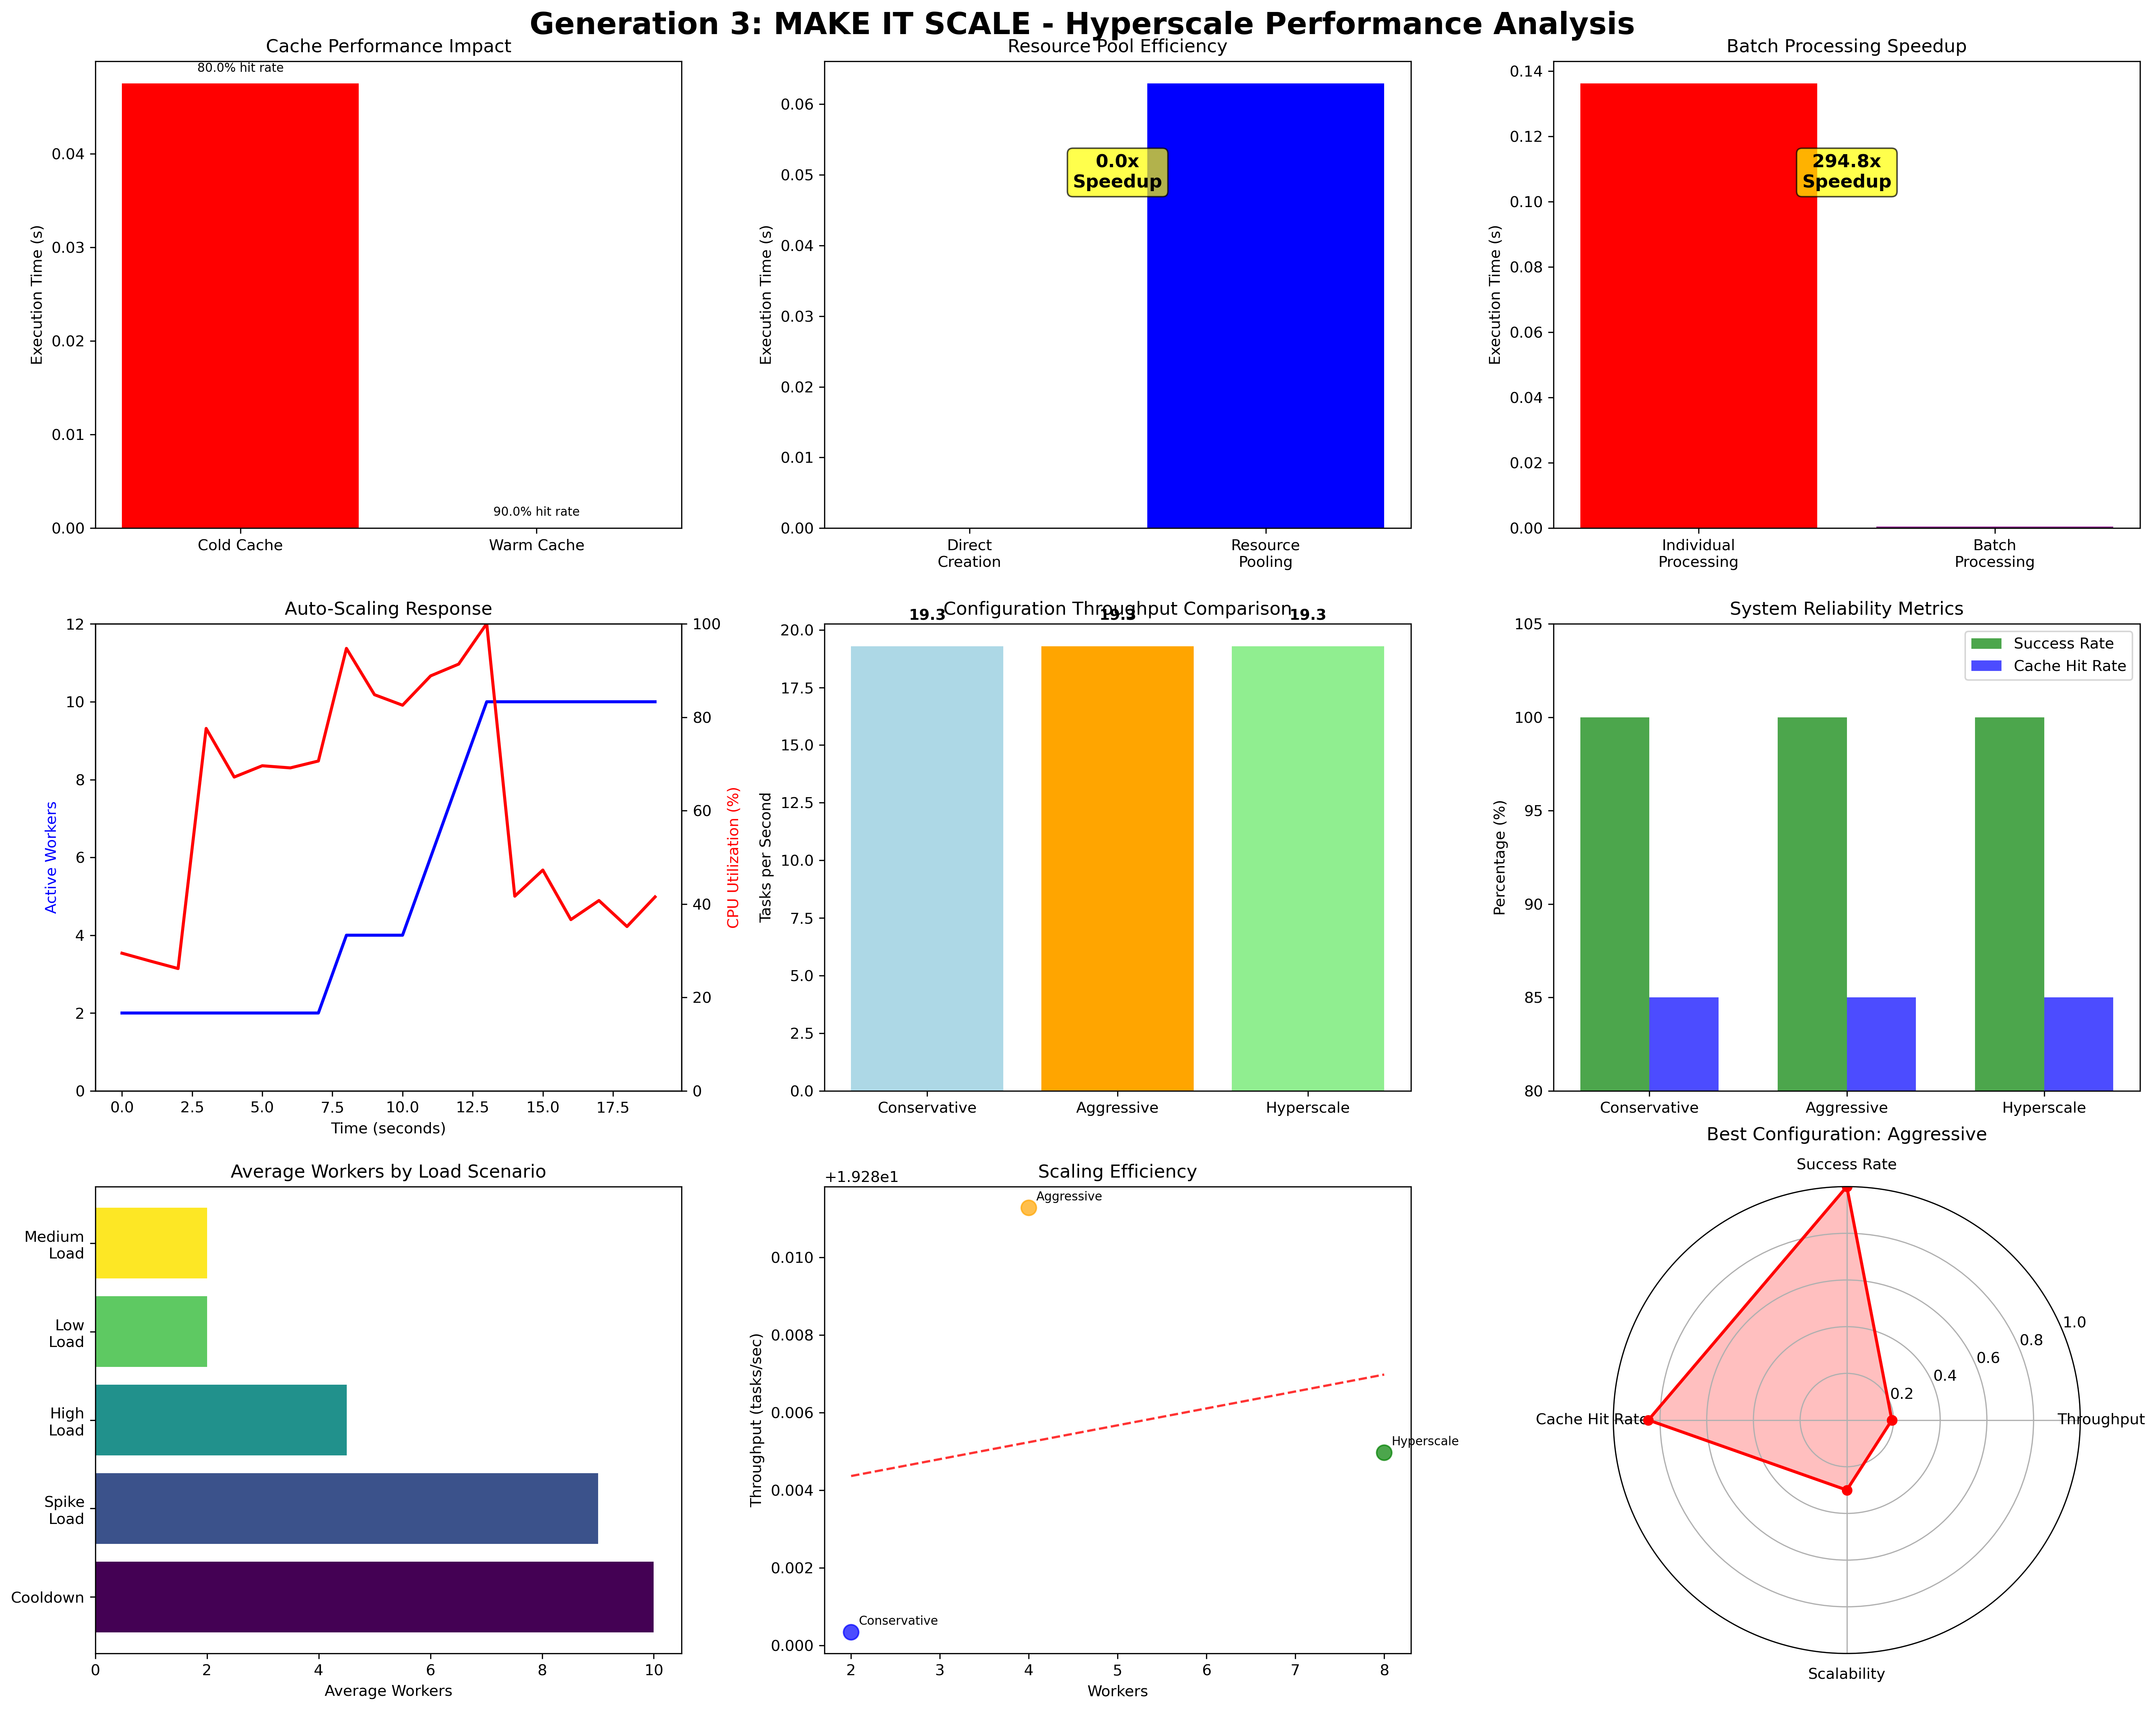 Generation 3: MAKE IT SCALE - Hyperscale Performance Analysis
Cache Performance Impact
80.0% hit rate
90.0% hit rate
Execution Time (s)
0.04
0.03
0.02
0.01
0.00
Cold Cache
Warm Cache
Resource Pool Efficiency
0.0x
Speedup
Execution Time (s)
0.06
0.05
0.04
0.03
0.02
0.01
0.00
Direct
Creation
Resource
Pooling
Batch Processing Speedup
294.8x
Speedup
Execution Time (s)
0.14
0.12
0.10
0.08
0.06
0.04
0.02
0.00
Individual
Processing
Batch
Processing
Auto-Scaling Response
Active Workers
12
10
8
6
4
2
0
0.0
2.5
5.0
7.5
10.0
12.5
15.0
17.5
Time (seconds)
100
80
60
40
20
0
CPU Utilization (%)
Configuration Throughput Comparison
19.3
19.3
19.3
Tasks per Second
20.0
17.5
15.0
12.5
10.0
7.5
5.0
2.5
0.0
Conservative
Aggressive
Hyperscale
System Reliability Metrics
Success Rate
Cache Hit Rate
Percentage (%)
105
100
95
90
85
80
Conservative
Aggressive
Hyperscale
Average Workers by Load Scenario
Medium
Load
Low
Load
High
Load
Spike
Load
Cooldown
0
2
4
6
8
10
Average Workers
Scaling Efficiency
+1.928e1
Throughput (tasks/sec)
0.010
0.008
0.006
0.004
0.002
0.000
Aggressive
Hyperscale
Conservative
2
3
4
5
6
7
8
Workers
Best Configuration: Aggressive
Success Rate
Cache Hit Rate
Throughput
Scalability
0.2
0.4
0.6
0.8
1.0